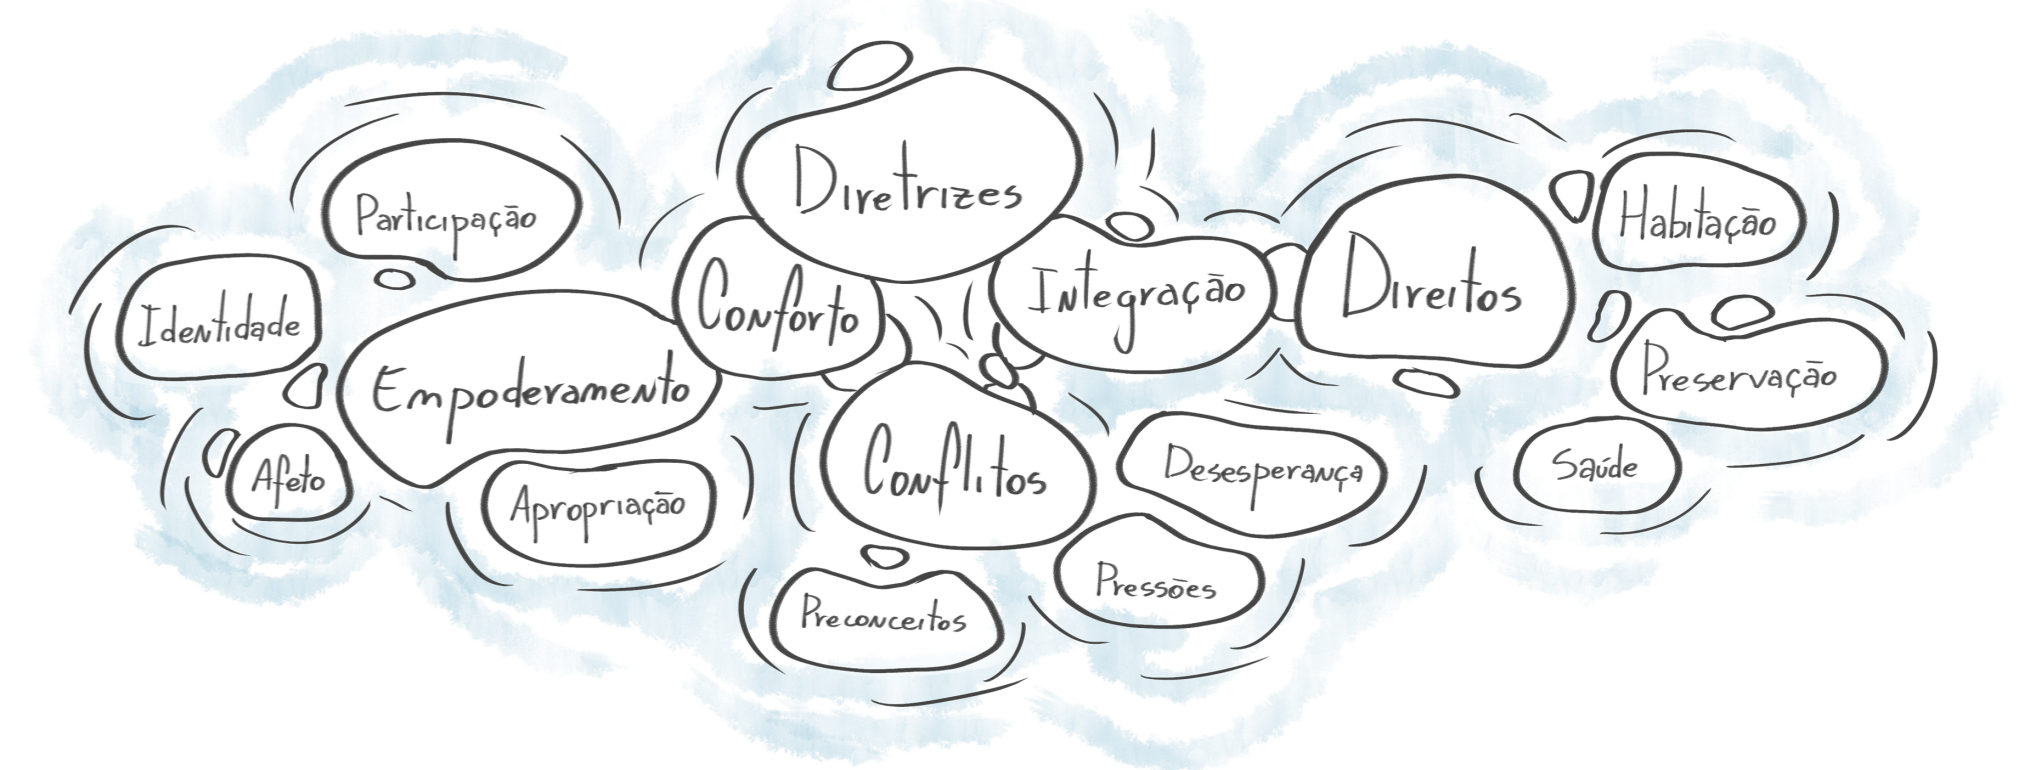 Diretrizes
Participação
Habitação
Identidade
Conforto
Integração
Direitos
Empoderamento
Preservação
Afeto
Apropriação
Conflitos
Desesperança
Saúde
Preconceitos
Pressões